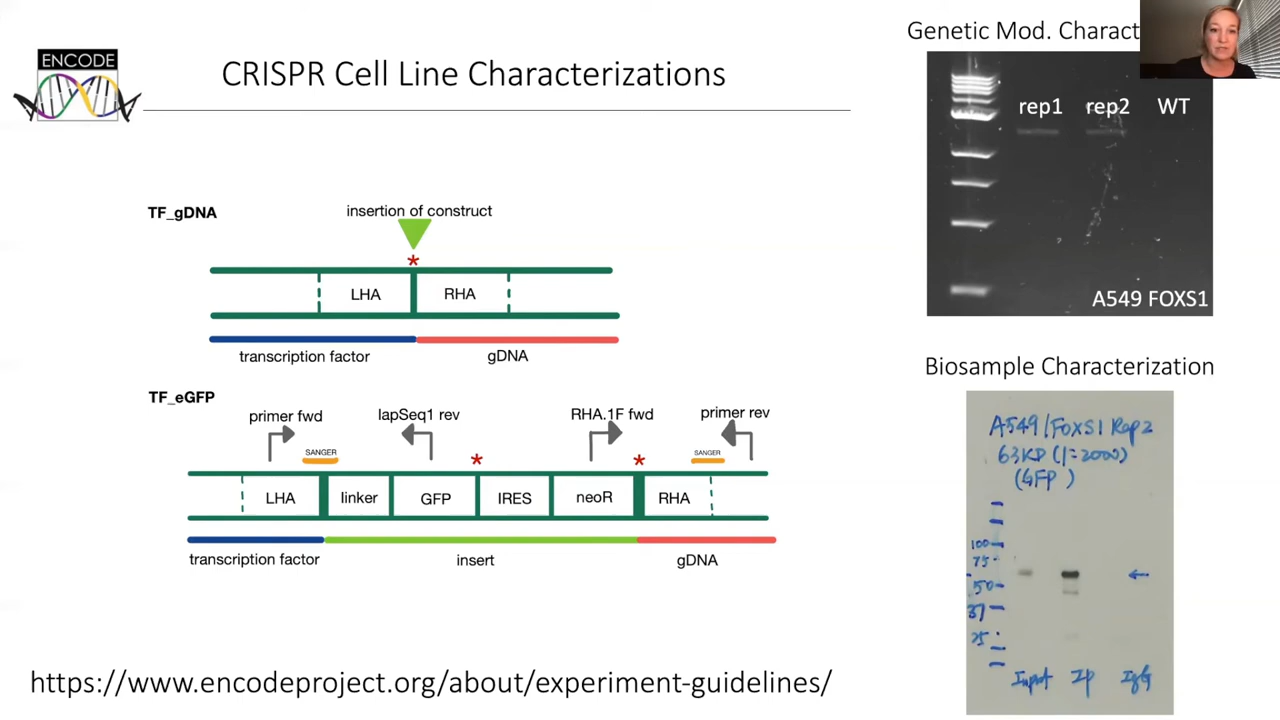 ENCODE
CRISPR Cell Line Characterizations
TF_gDNA
insertion of construct
*
LHA
RHA
transcription factor
gDNA
TF_eGFP
primer fwd
lapSeq1 rev
RHA.1F fwd
primer rev
SANGER
*
*
SANGER
LHA
linker
GFP
IRES
neoR
RHA
transcription factor
insert
gDNA
https://www.encodeproject.org/about/experiment-guidelines/
Genetic Mod. Charact
rep1
rep2
WT
A549 FOXS1
Biosample Characterization
A549/FOXS1 Rep2
63KD (1=2000)
(GFP)
100
75
50
37
25
Input
IP
IgG